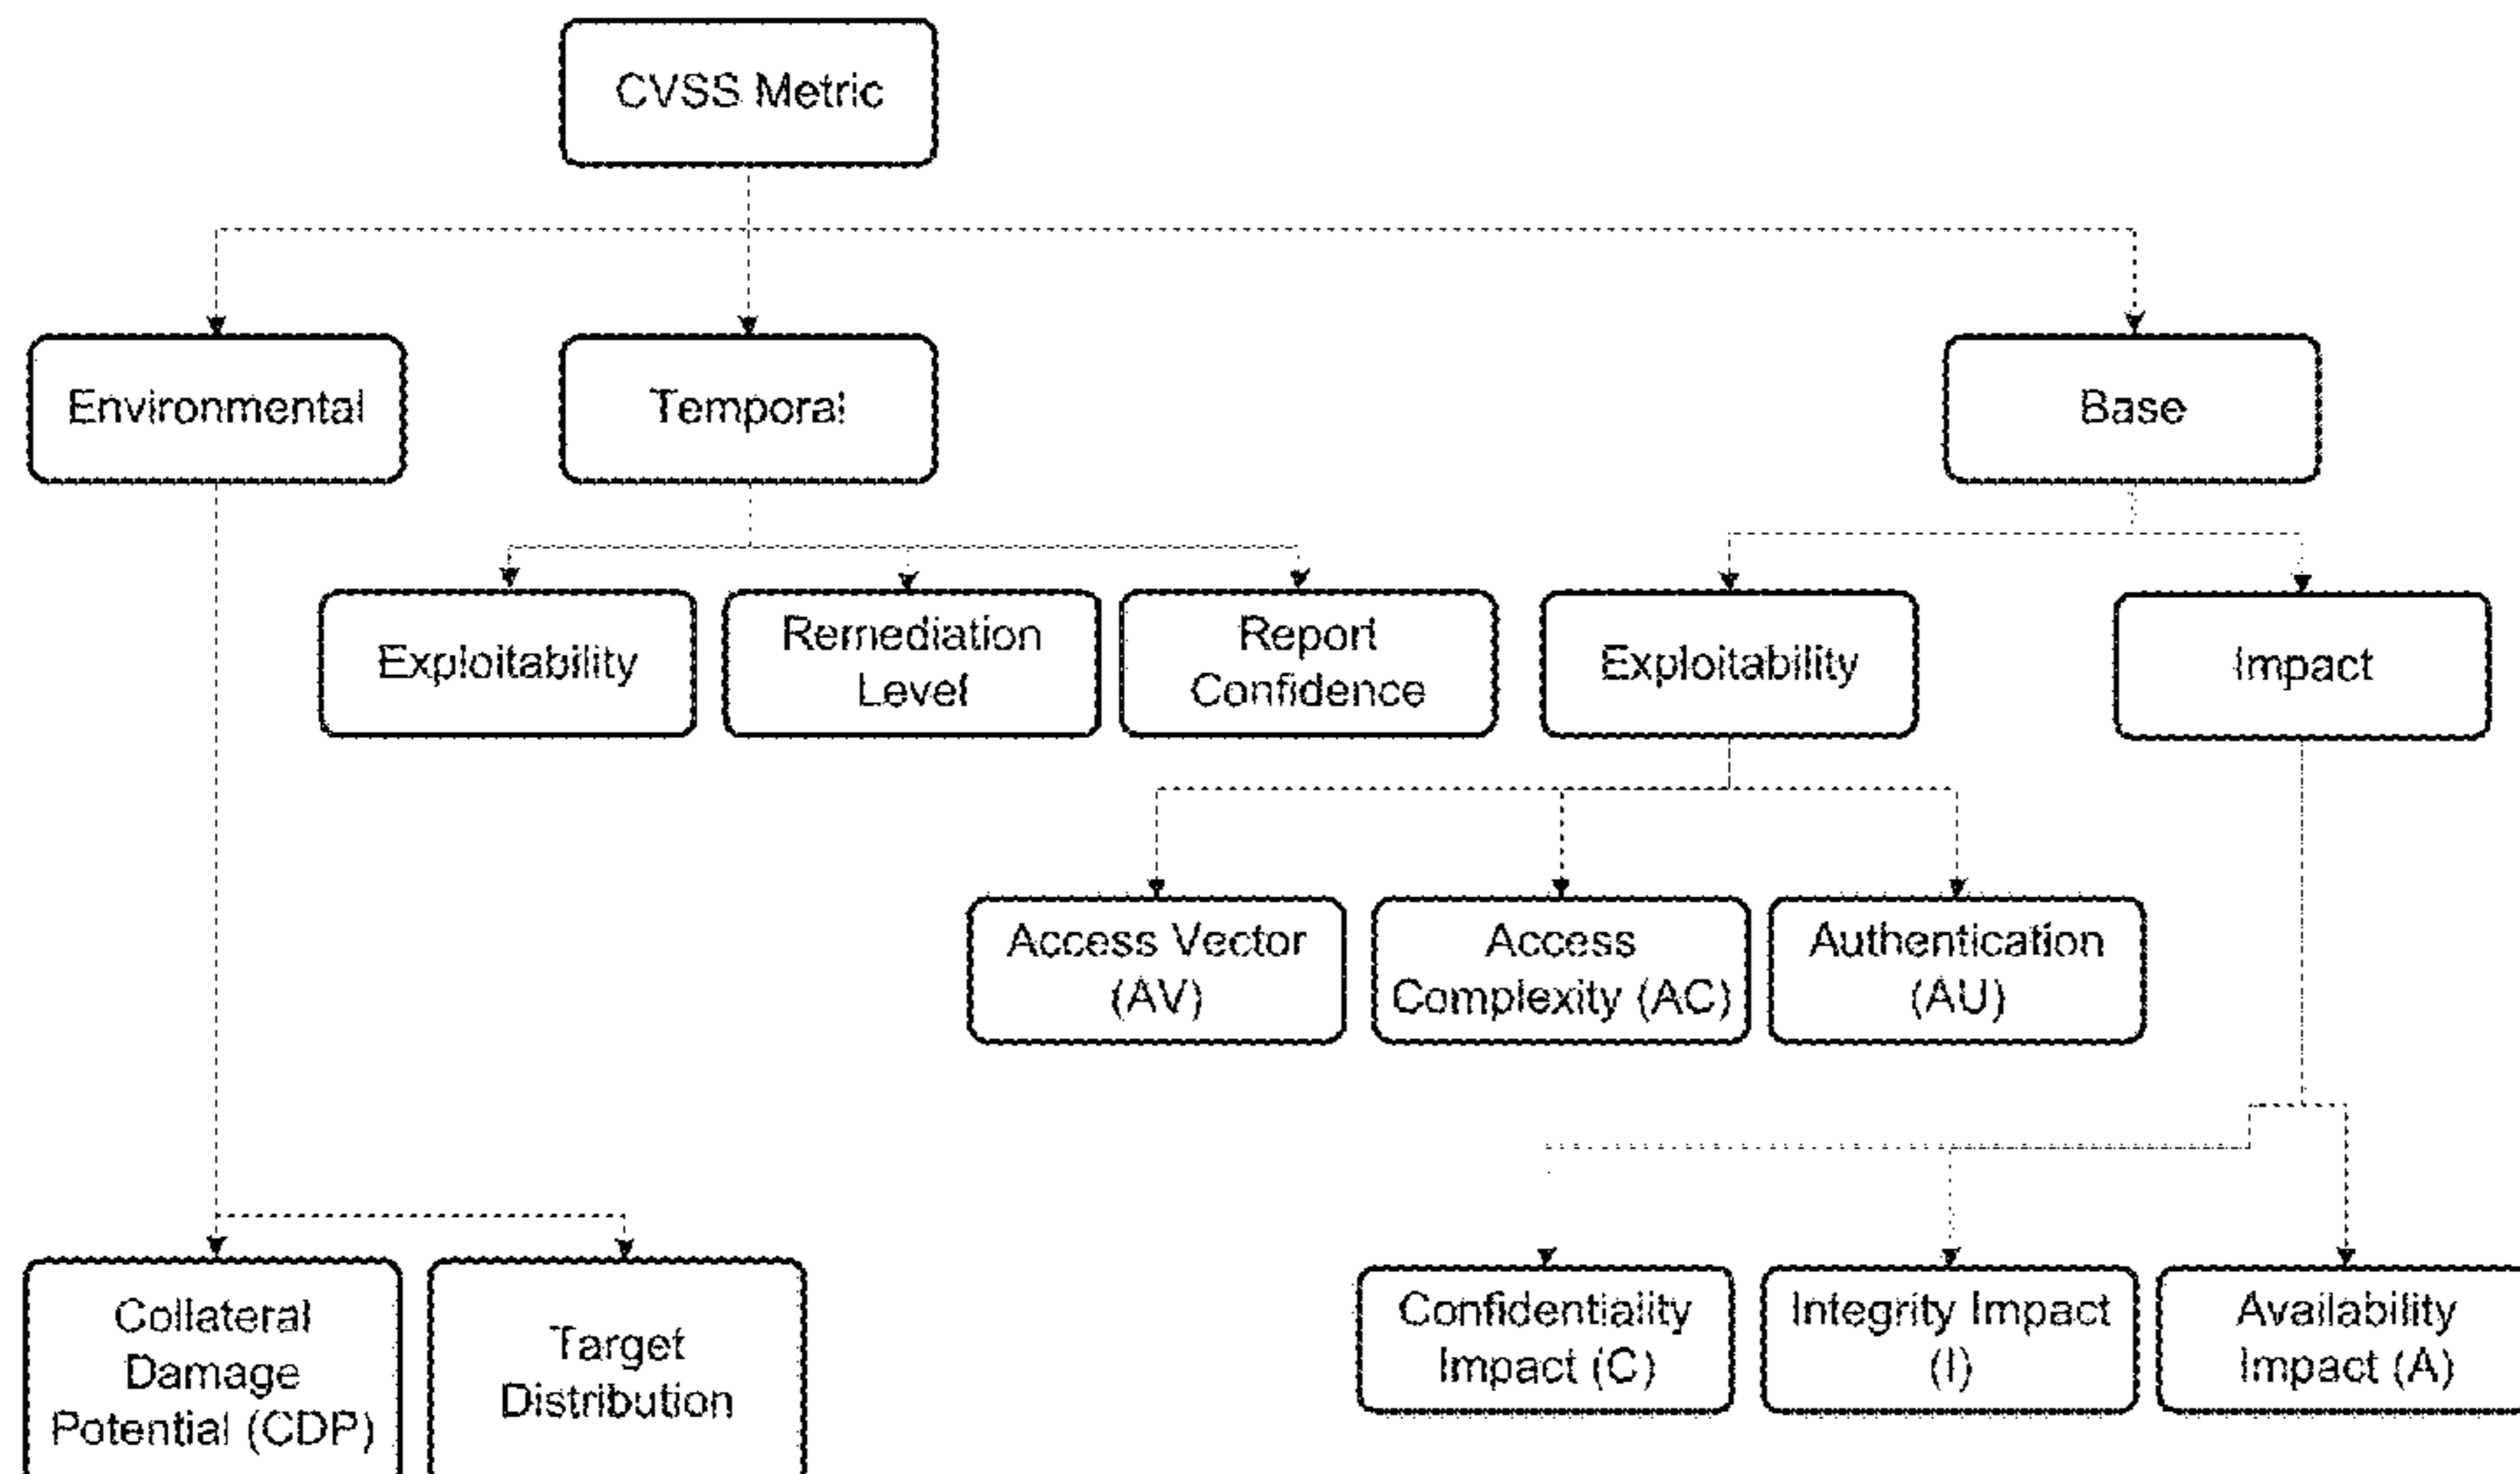 CVSS Metric
Environmental
Temporal
Base
Exploitability
Remediation
Level
Report
Confidence
Exploitability
Impact
Access Vector
(AV)
Access
Complexity (AC)
Authentication
(AU)
Collateral
Damage
Potential (CDP)
Target
Distribution
Confidentiality
Impact (C)
Integrity Impact
(I)
Availability
Impact (A)